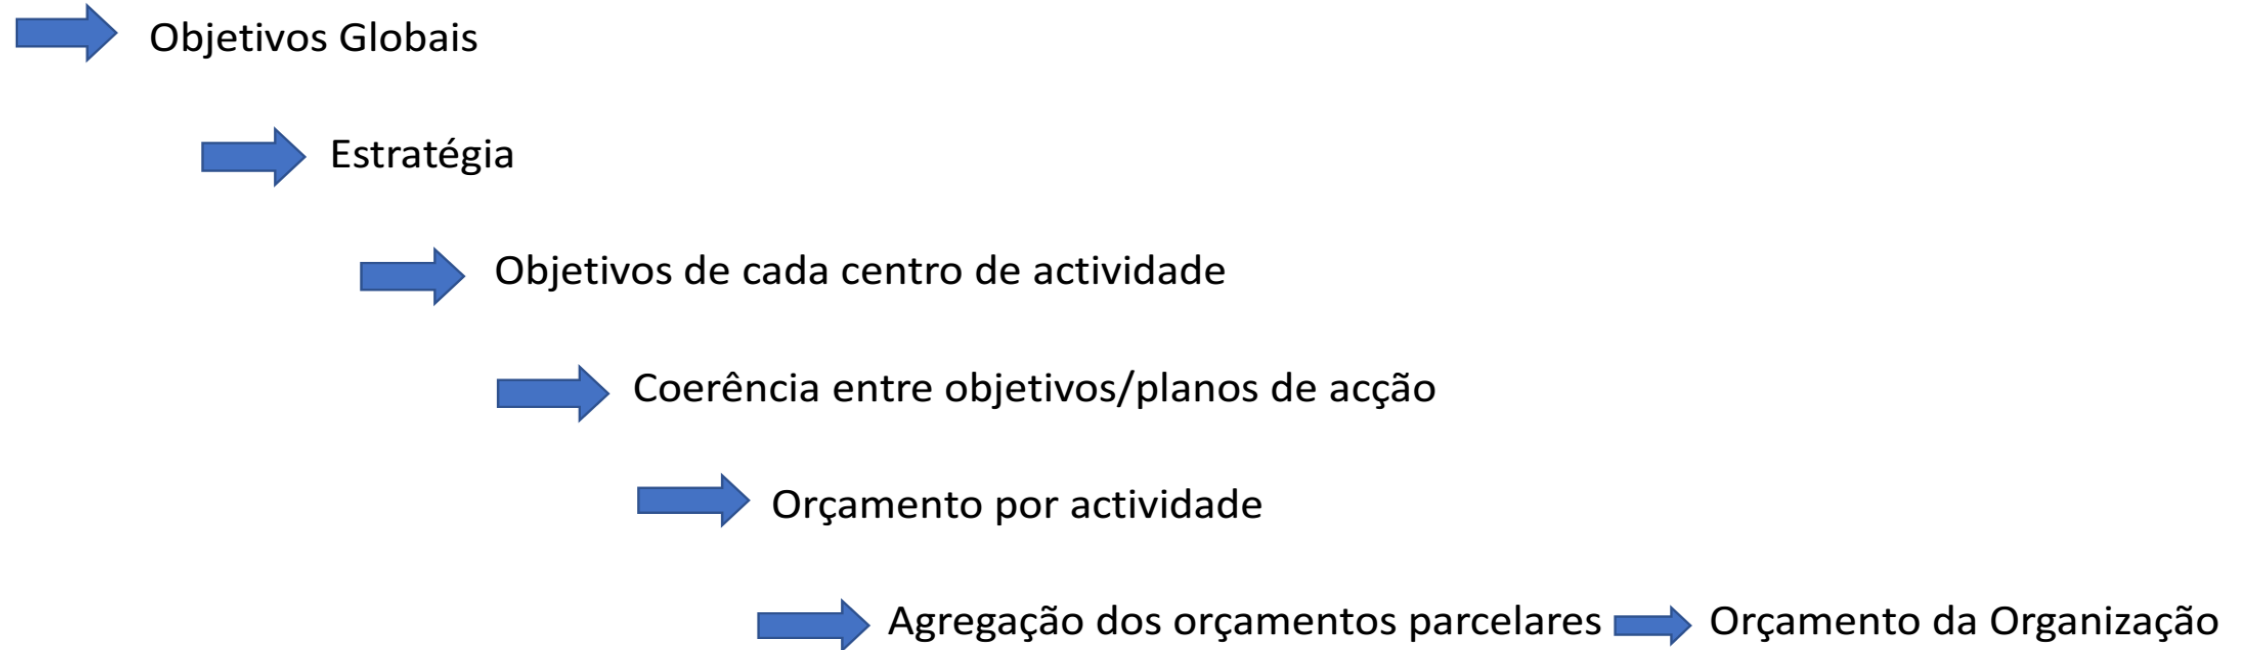 Objetivos Globais
Estratégia
Objetivos de cada centro de actividade
Coerência entre objetivos/planos de acção
Orçamento por actividade
Agregação dos orçamentos parcelares Orçamento da Organização